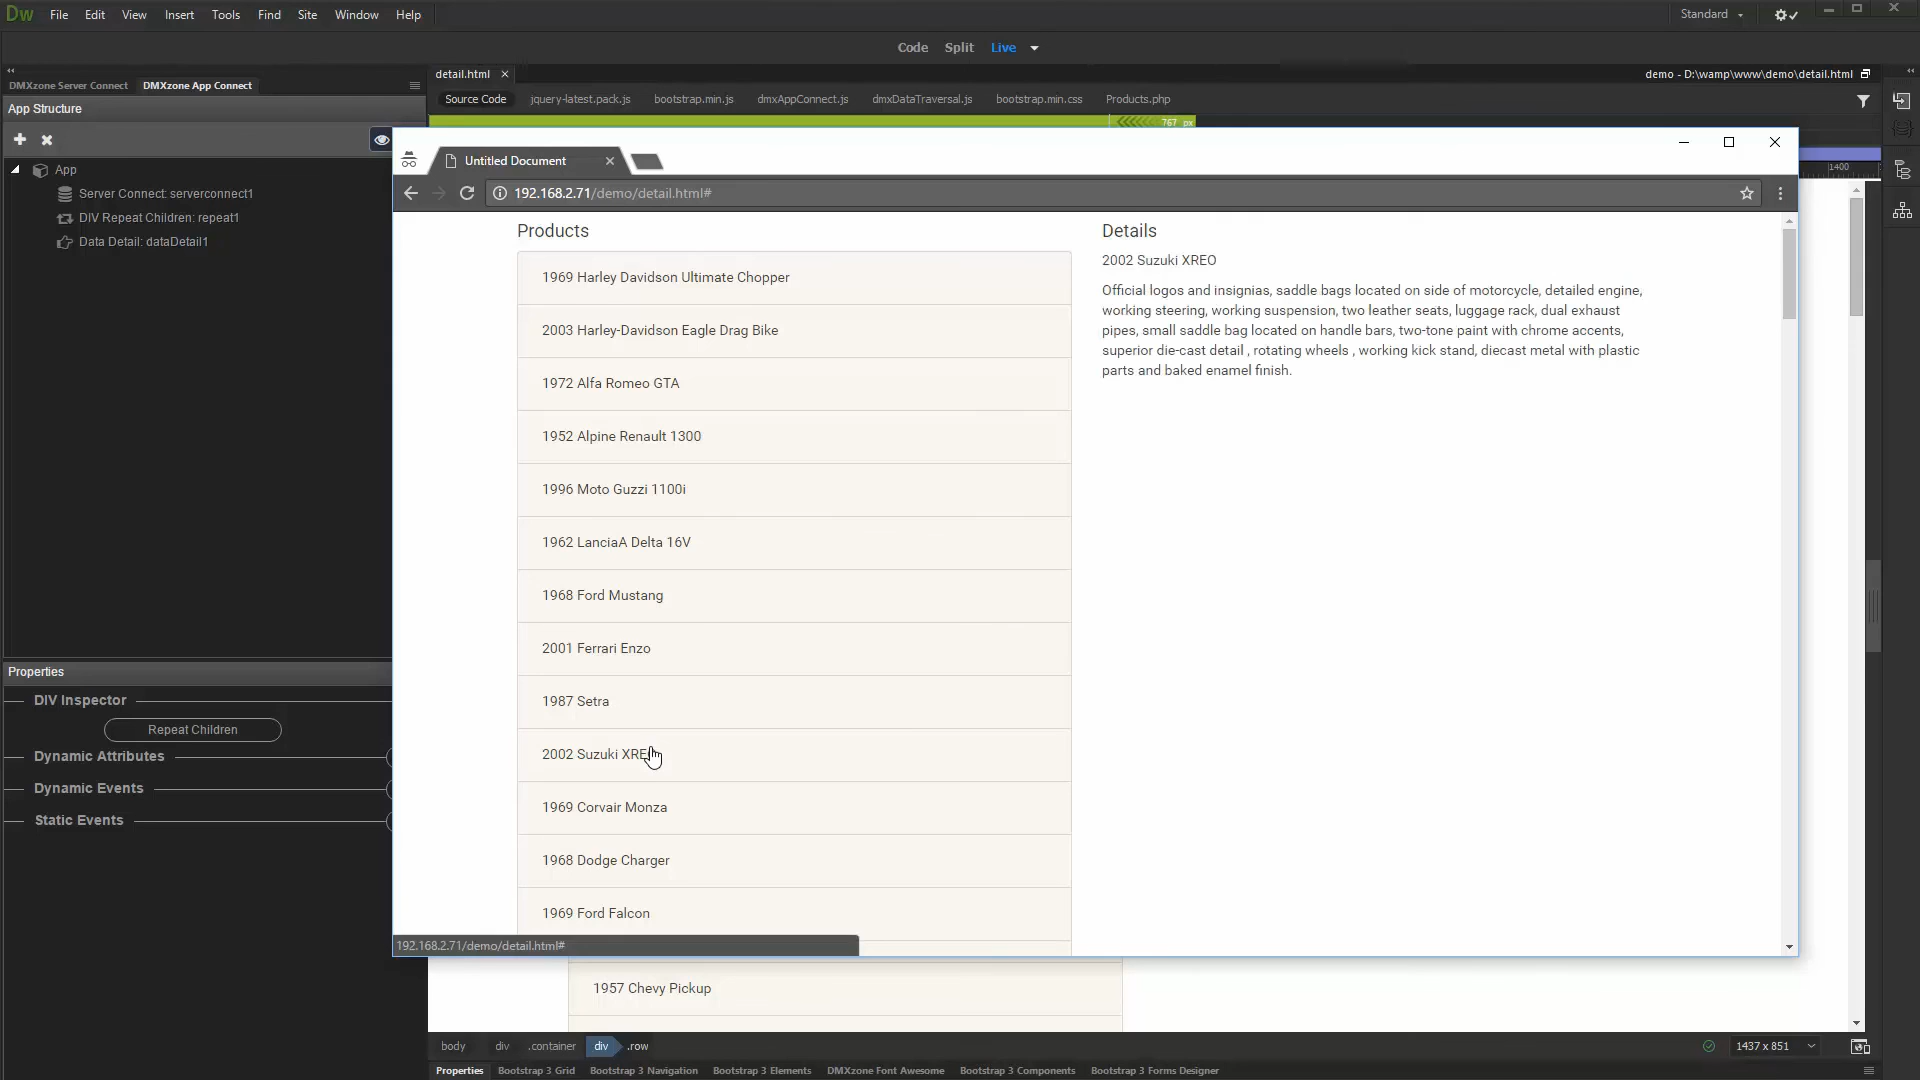 Dw File Edit View Insert Tools Find Site Window Help Standard
Code Split Live
DMXzone Server Connect DMXzone App Connect
detail.html
demo - D:\wamp\www\demo\detail.html
App Structure
Source Code jquery-latest.pack.js bootstrap.min.js dmxAppConnect.js dmxDataTraversal.js bootstrap.min.css Products.php
767 px
1400
App
Server Connect: serverconnect1
DIV Repeat Children: repeat1
Data Detail: dataDetail1
Untitled Document
192.168.2.71/demo/detail.html#
Products
1969 Harley Davidson Ultimate Chopper
2003 Harley-Davidson Eagle Drag Bike
1972 Alfa Romeo GTA
1952 Alpine Renault 1300
1996 Moto Guzzi 1100i
1962 LanciaA Delta 16V
1968 Ford Mustang
2001 Ferrari Enzo
1987 Setra
2002 Suzuki XREO
1969 Corvair Monza
1968 Dodge Charger
1969 Ford Falcon
Details
2002 Suzuki XREO
Official logos and insignias, saddle bags located on side of motorcycle, detailed engine,
working steering, working suspension, two leather seats, luggage rack, dual exhaust
pipes, small saddle bag located on handle bars, two-tone paint with chrome accents,
superior die-cast detail , rotating wheels , working kick stand, diecast metal with plastic
parts and baked enamel finish.
192.168.2.71/demo/detail.html#
1957 Chevy Pickup
Properties
DIV Inspector
Repeat Children
Dynamic Attributes
Dynamic Events
Static Events
body div .container div .row
1437 x 851
Properties Bootstrap 3 Grid Bootstrap 3 Navigation Bootstrap 3 Elements DMXzone Font Awesome Bootstrap 3 Components Bootstrap 3 Forms Designer